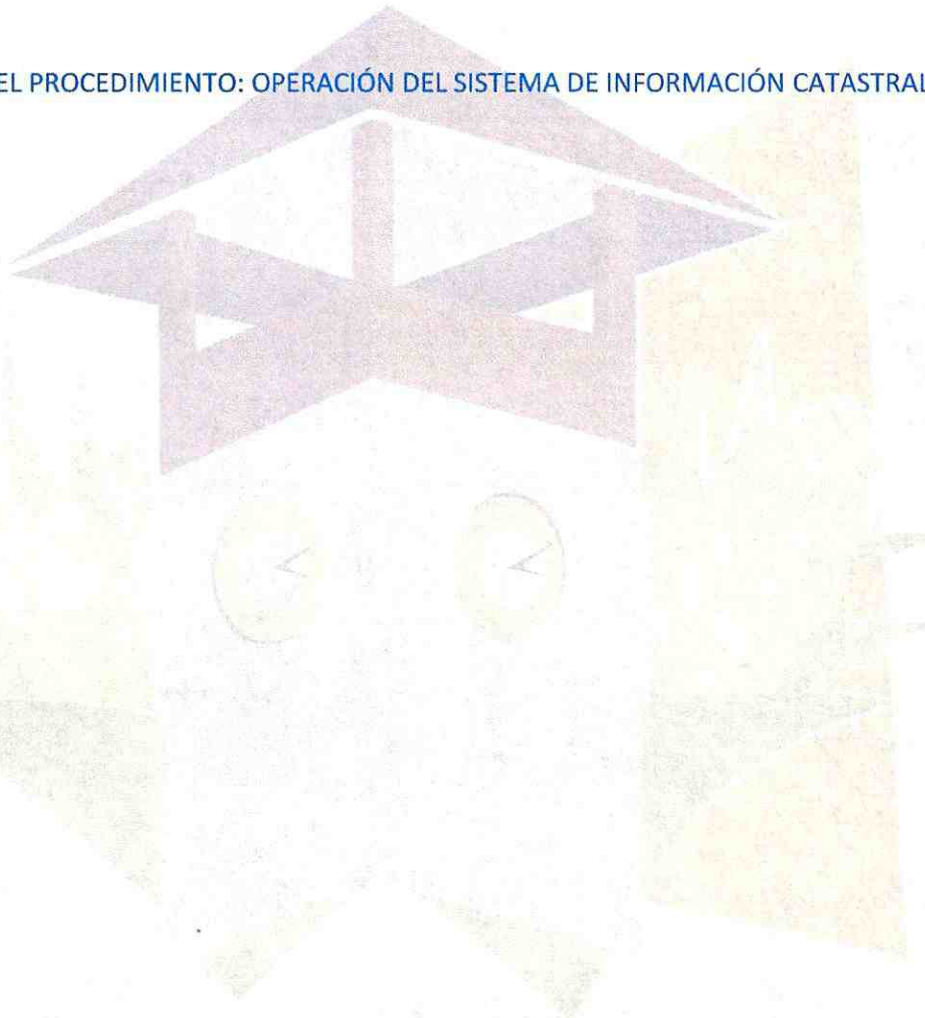 EL PROCEDIMIENTO: OPERACIÓN DEL SISTEMA DE INFORMACIÓN CATASTRAL